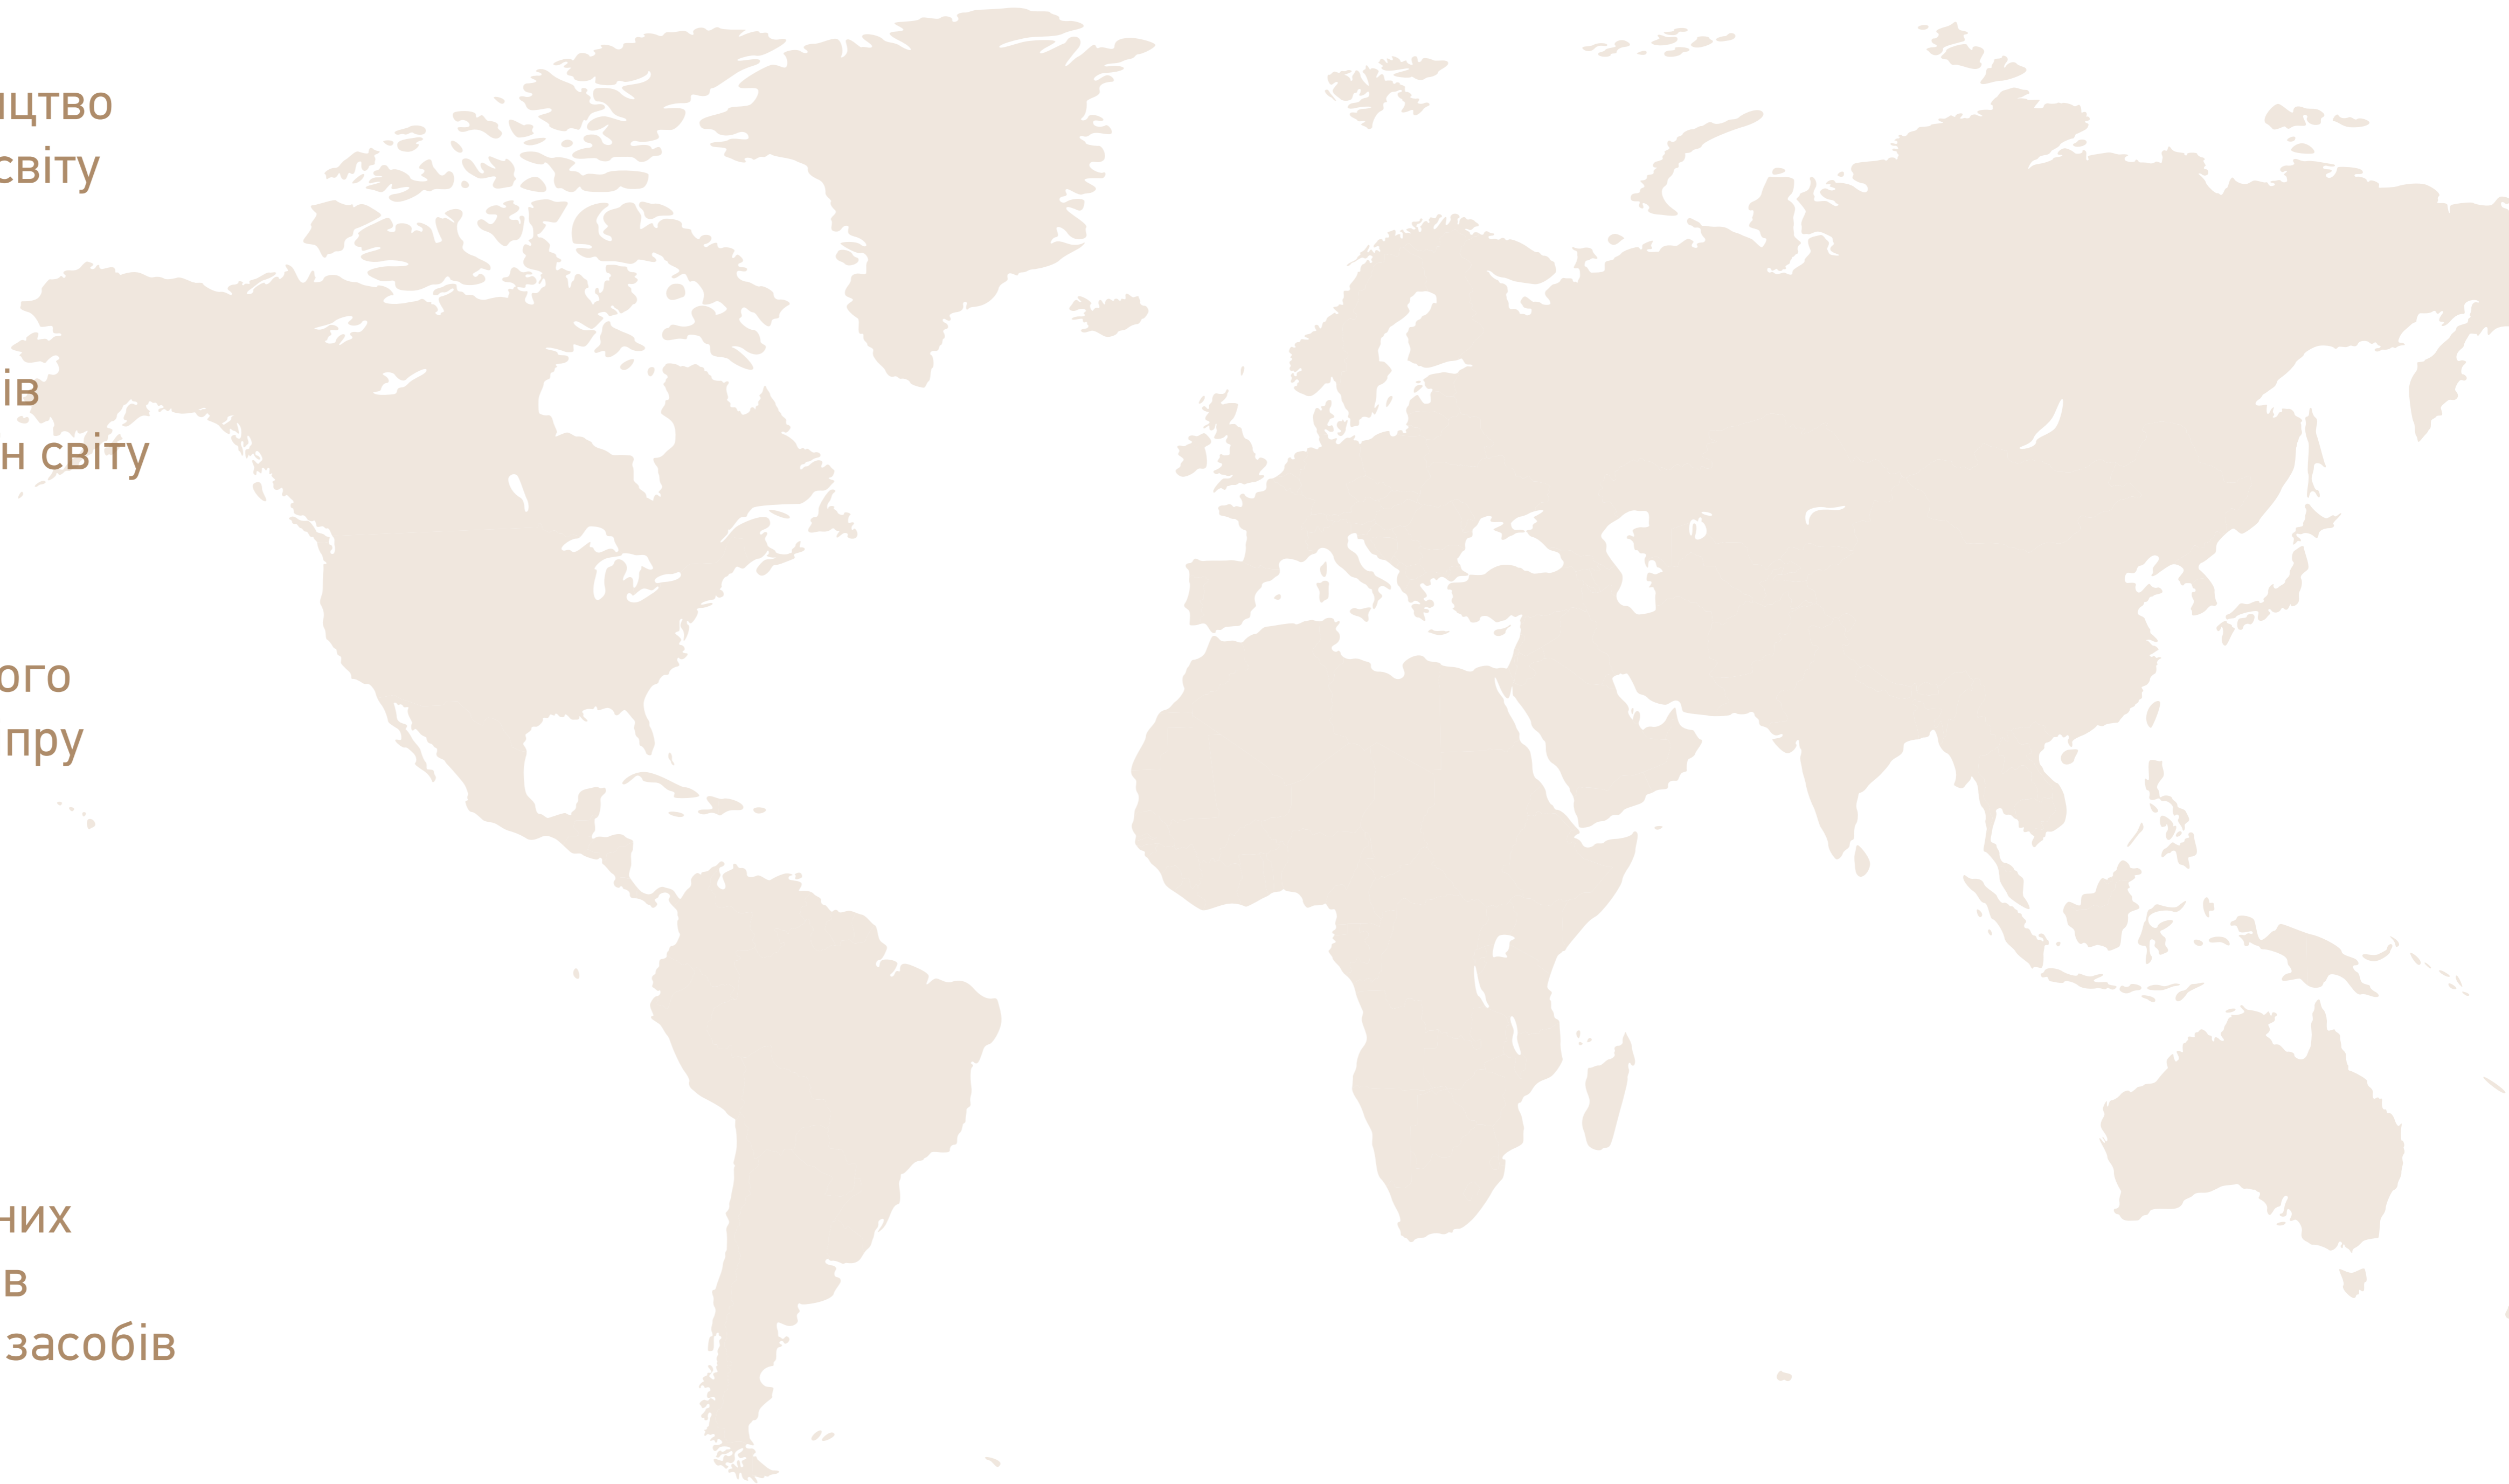 цтво
світу
ів
н світу
ого
пру
них
в
засобів